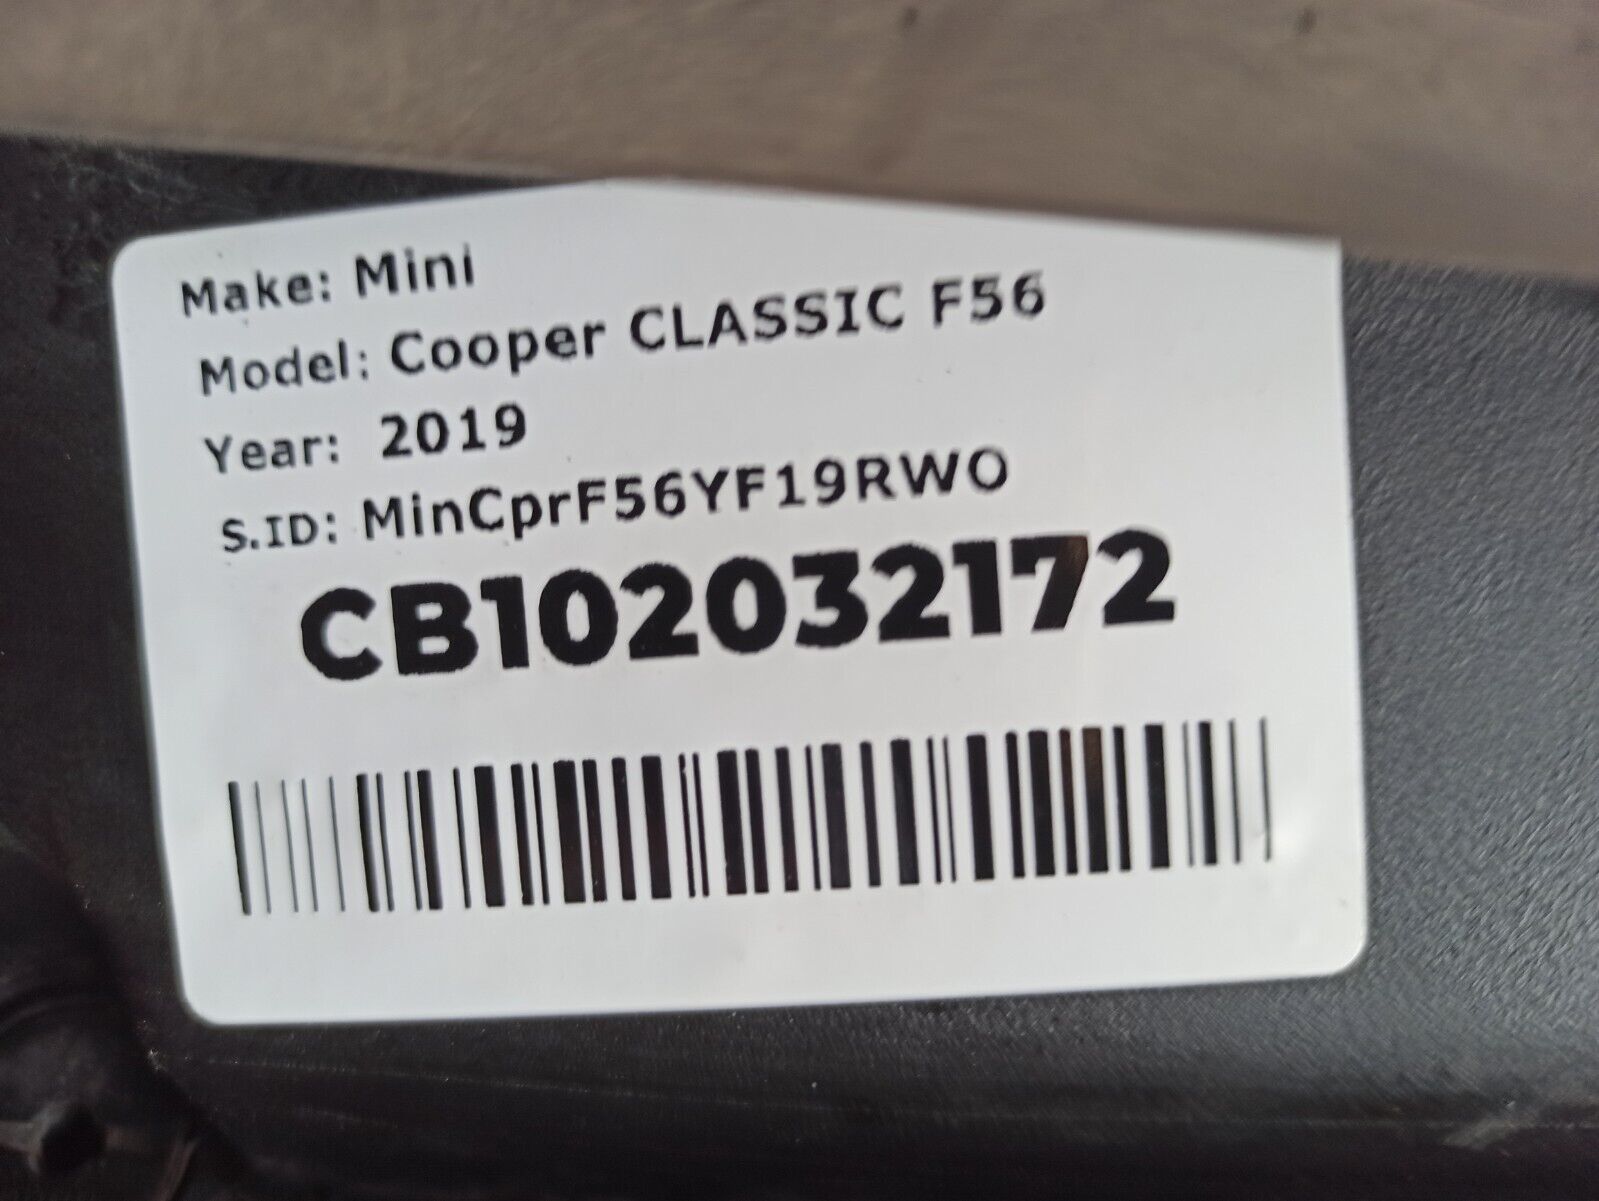 Make: Mini
Model: Cooper CLASSIC F56
Year: 2019
S.ID: MinCprF56YF19RWO
CB102032172